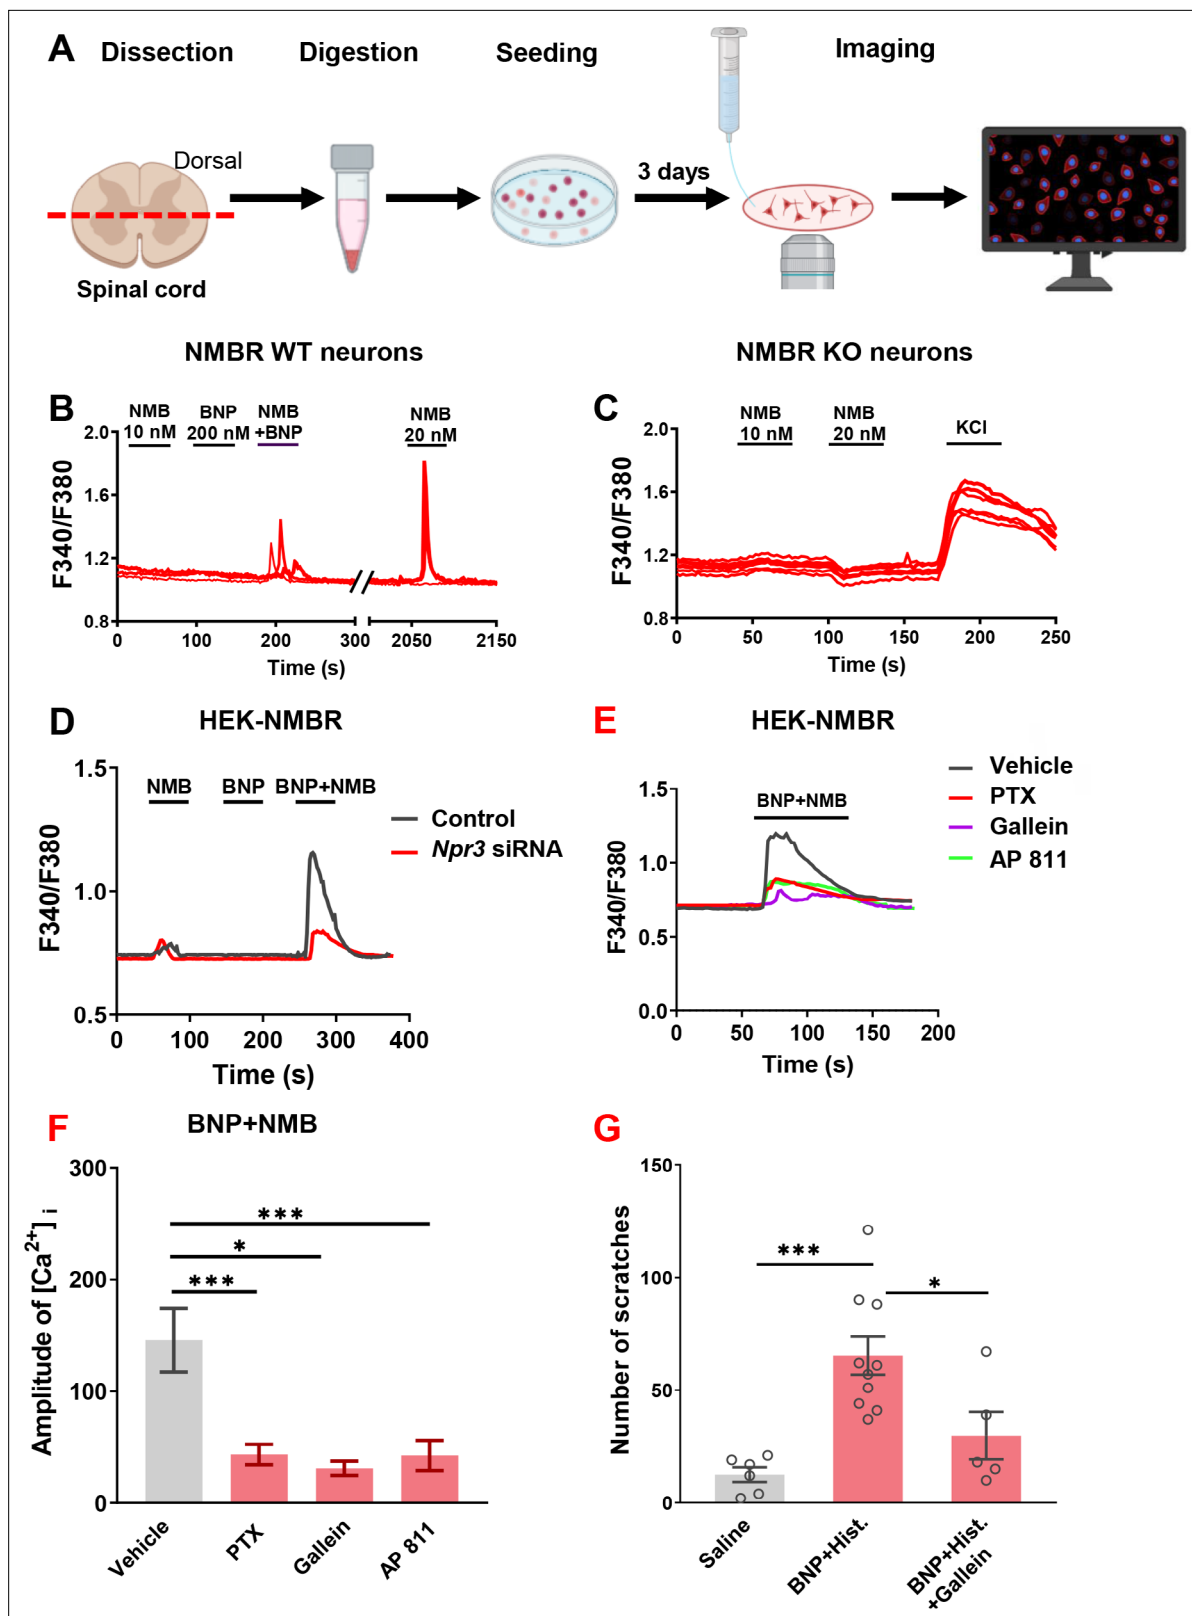 A
Dissection
Digestion
Seeding
Imaging
Dorsal
3 days
Spinal cord
NMBR WT neurons
NMBR KO neurons
B
NMB
10 nM
BNP
200 nM
NMB
+BNP
NMB
20 nM
2.0
1.6
1.2
0.8
F340/F380
0
100
200
300
2050
2150
Time (s)
C
NMB
10 nM
NMB
20 nM
KCl
2.0
1.6
1.2
0.8
F340/F380
0
50
100
150
200
250
Time (s)
D
HEK-NMBR
NMB
BNP
BNP+NMB
Control
Npr3 siRNA
1.5
1.0
0.5
F340/F380
0
100
200
300
400
Time (s)
E
HEK-NMBR
Vehicle
PTX
Gallein
AP 811
BNP+NMB
1.5
1.0
0.5
0.0
F340/F380
0
50
100
150
200
Time (s)
F
BNP+NMB
300
200
100
0
Amplitude of [Ca²⁺] i
***
*
***
Vehicle
PTX
Gallein
AP 811
G
150
100
50
0
Number of scratches
***
*
Saline
BNP+Hist.
BNP+Hist.
+Gallein